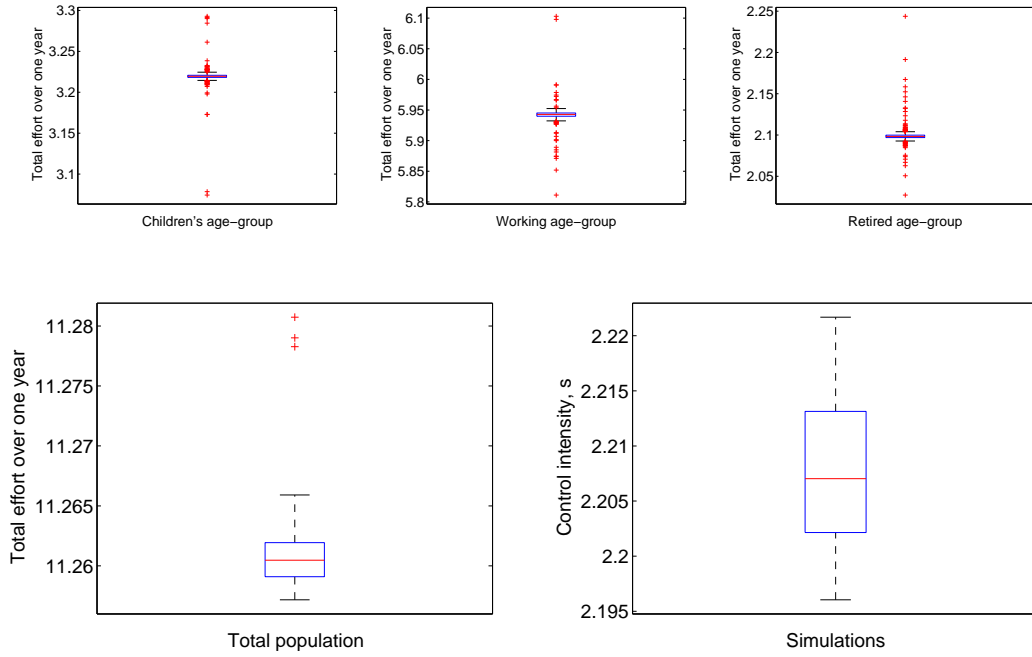 Total effort over one year
3.3
3.25
3.2
3.15
3.1
Children's age−group
Total effort over one year
6.1
6.05
6
5.95
5.9
5.85
5.8
Working age−group
Total effort over one year
2.25
2.2
2.15
2.1
2.05
Retired age−group
Total effort over one year
11.28
11.275
11.27
11.265
11.26
Total population
Control intensity, s
2.22
2.215
2.21
2.205
2.2
2.195
Simulations